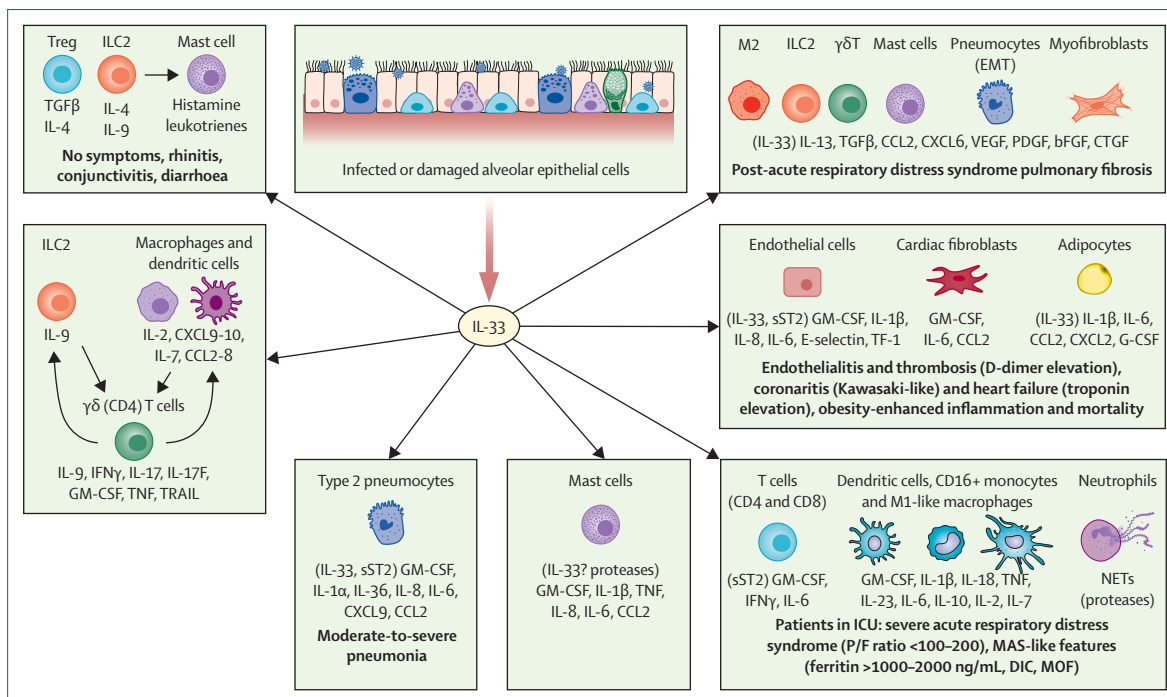 Treg
ILC2
Mast cell
TGFβ
IL-4
IL-4
IL-9
Histamine
leukotrienes
No symptoms, rhinitis,
conjunctivitis, diarrhoea
Infected or damaged alveolar epithelial cells
M2
ILC2
γδT
Mast cells
Pneumocytes
(EMT)
Myofibroblasts
(IL-33) IL-13, TGFβ, CCL2, CXCL6, VEGF, PDGF, bFGF, CTGF
Post-acute respiratory distress syndrome pulmonary fibrosis
ILC2
Macrophages and
dendritic cells
IL-9
IL-2, CXCL9–10,
IL-7, CCL2–8
γδ (CD4) T cells
IL-9, IFNγ, IL-17, IL-17F,
GM-CSF, TNF, TRAIL
IL-33
Endothelial cells
Cardiac fibroblasts
Adipocytes
(IL-33, sST2) GM-CSF, IL-1β,
IL-8, IL-6, E-selectin, TF-1
GM-CSF,
IL-6, CCL2
(IL-33) IL-1β, IL-6,
CCL2, CXCL2, G-CSF
Endothelialitis and thrombosis (D-dimer elevation),
coronaritis (Kawasaki-like) and heart failure (troponin
elevation), obesity-enhanced inflammation and mortality
Type 2 pneumocytes
(IL-33, sST2) GM-CSF,
IL-1α, IL-36, IL-8, IL-6,
CXCL9, CCL2
Moderate-to-severe
pneumonia
Mast cells
(IL-33? proteases)
GM-CSF, IL-1β, TNF,
IL-8, IL-6, CCL2
T cells
(CD4 and CD8)
Dendritic cells, CD16+ monocytes
and M1-like macrophages
Neutrophils
(sST2) GM-CSF,
IFNγ, IL-6
GM-CSF, IL-1β, IL-18, TNF,
IL-23, IL-6, IL-10, IL-2, IL-7
NETs
(proteases)
Patients in ICU: severe acute respiratory distress
syndrome (P/F ratio <100–200), MAS-like features
(ferritin >1000–2000 ng/mL, DIC, MOF)